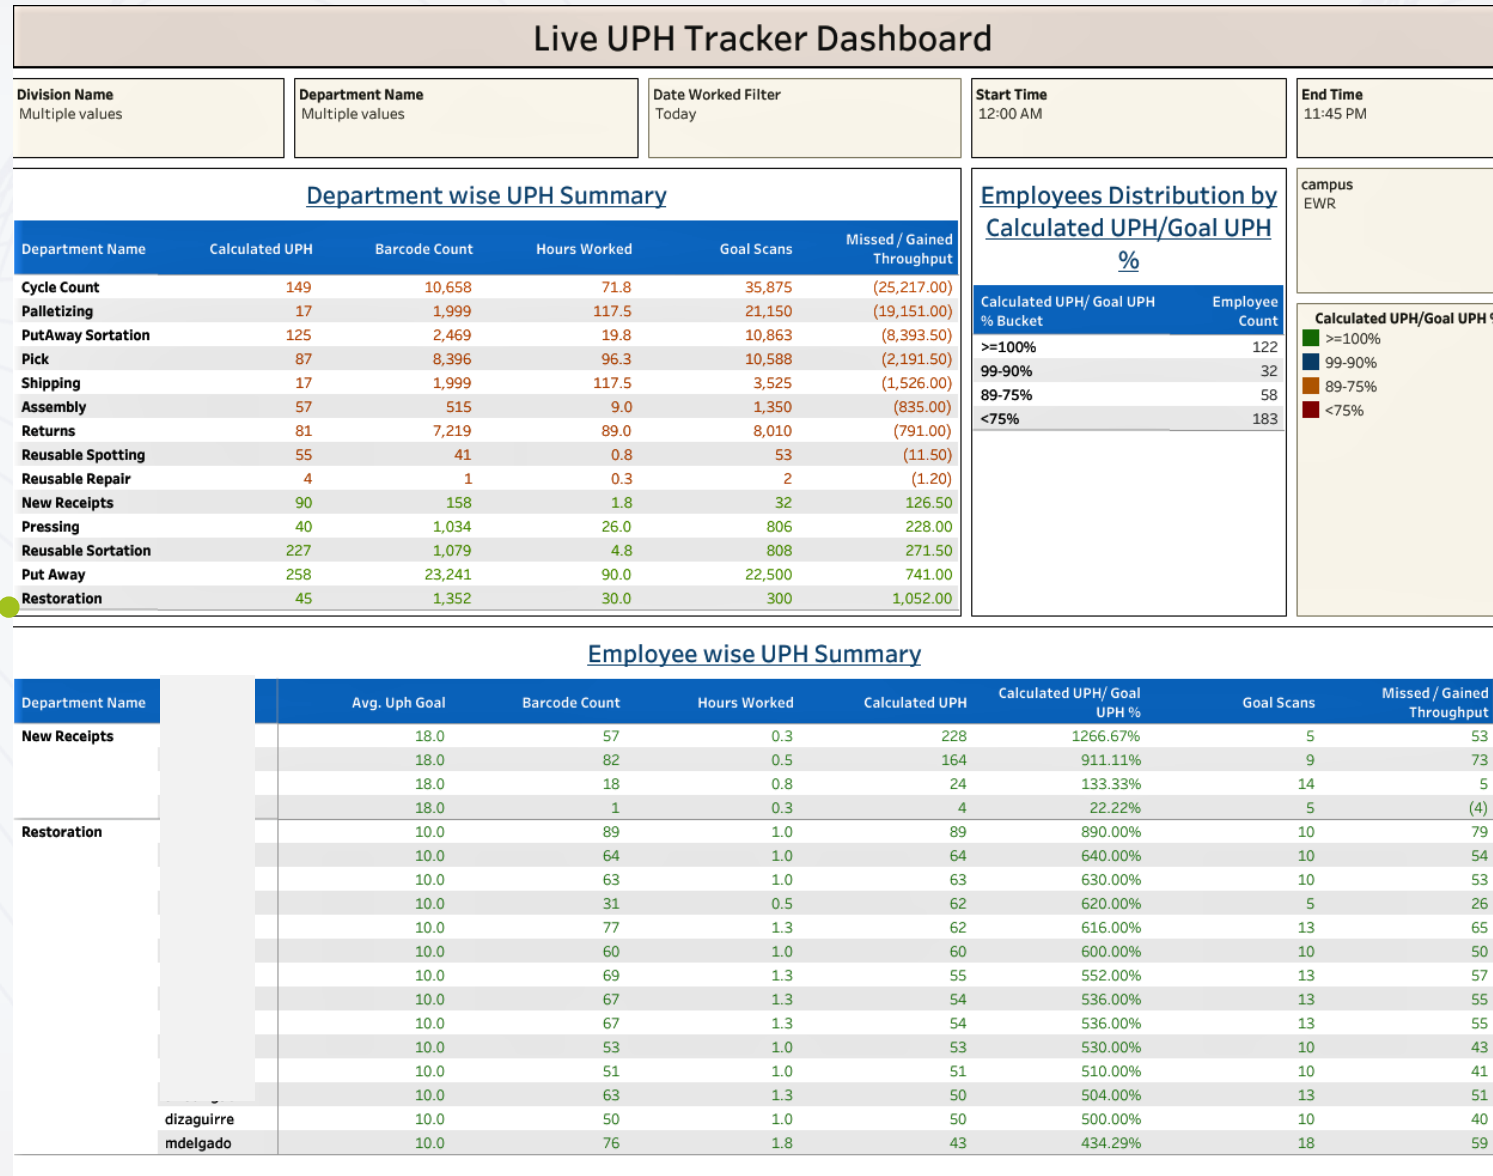 Live UPH Tracker Dashboard
Division Name
Multiple values
Department Name
Multiple values
Date Worked Filter
Today
Start Time
12:00 AM
End Time
11:45 PM
Department wise UPH Summary
Department Name Calculated UPH Barcode Count Hours Worked Goal Scans Missed / Gained Throughput
Cycle Count 149 10,658 71.8 35,875 (25,217.00)
Palletizing 17 1,999 117.5 21,150 (19,151.00)
PutAway Sortation 125 2,469 19.8 10,863 (8,393.50)
Pick 87 8,396 96.3 10,588 (2,191.50)
Shipping 17 1,999 117.5 3,525 (1,526.00)
Assembly 57 515 9.0 1,350 (835.00)
Returns 81 7,219 89.0 8,010 (791.00)
Reusable Spotting 55 41 0.8 53 (11.50)
Reusable Repair 4 1 0.3 2 (1.20)
New Receipts 90 158 1.8 32 126.50
Pressing 40 1,034 26.0 806 228.00
Reusable Sortation 227 1,079 4.8 808 271.50
Put Away 258 23,241 90.0 22,500 741.00
Restoration 45 1,352 30.0 300 1,052.00
Employees Distribution by
Calculated UPH/Goal UPH
%
Calculated UPH/ Goal UPH % Bucket Employee Count
>=100% 122
99-90% 32
89-75% 58
<75% 183
campus
EWR
Calculated UPH/Goal UPH
>=100%
99-90%
89-75%
<75%
Employee wise UPH Summary
Department Name Avg. Uph Goal Barcode Count Hours Worked Calculated UPH Calculated UPH/ Goal UPH % Goal Scans Missed / Gained Throughput
New Receipts 18.0 57 0.3 228 1266.67% 5 53
18.0 82 0.5 164 911.11% 9 73
18.0 18 0.8 24 133.33% 14 5
18.0 1 0.3 4 22.22% 5 (4)
Restoration 10.0 89 1.0 89 890.00% 10 79
10.0 64 1.0 64 640.00% 10 54
10.0 63 1.0 63 630.00% 10 53
10.0 31 0.5 62 620.00% 5 26
10.0 77 1.3 62 616.00% 13 65
10.0 60 1.0 60 600.00% 10 50
10.0 69 1.3 55 552.00% 13 57
10.0 67 1.3 54 536.00% 13 55
10.0 67 1.3 54 536.00% 13 55
10.0 53 1.0 53 530.00% 10 43
10.0 51 1.0 51 510.00% 10 41
10.0 63 1.3 50 504.00% 13 51
dizaguirre 10.0 50 1.0 50 500.00% 10 40
mdelgado 10.0 76 1.8 43 434.29% 18 59